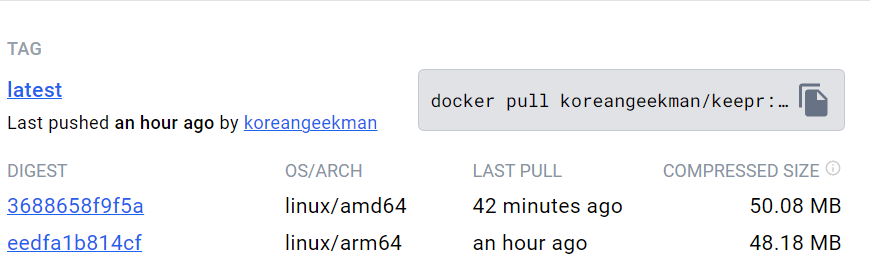 TAG
latest
docker pull koreangeekman/keepr:…
Last pushed an hour ago by koreangeekman
DIGEST OS/ARCH LAST PULL COMPRESSED SIZE
3688658f9f5a linux/amd64 42 minutes ago 50.08 MB
eedfa1b814cf linux/arm64 an hour ago 48.18 MB